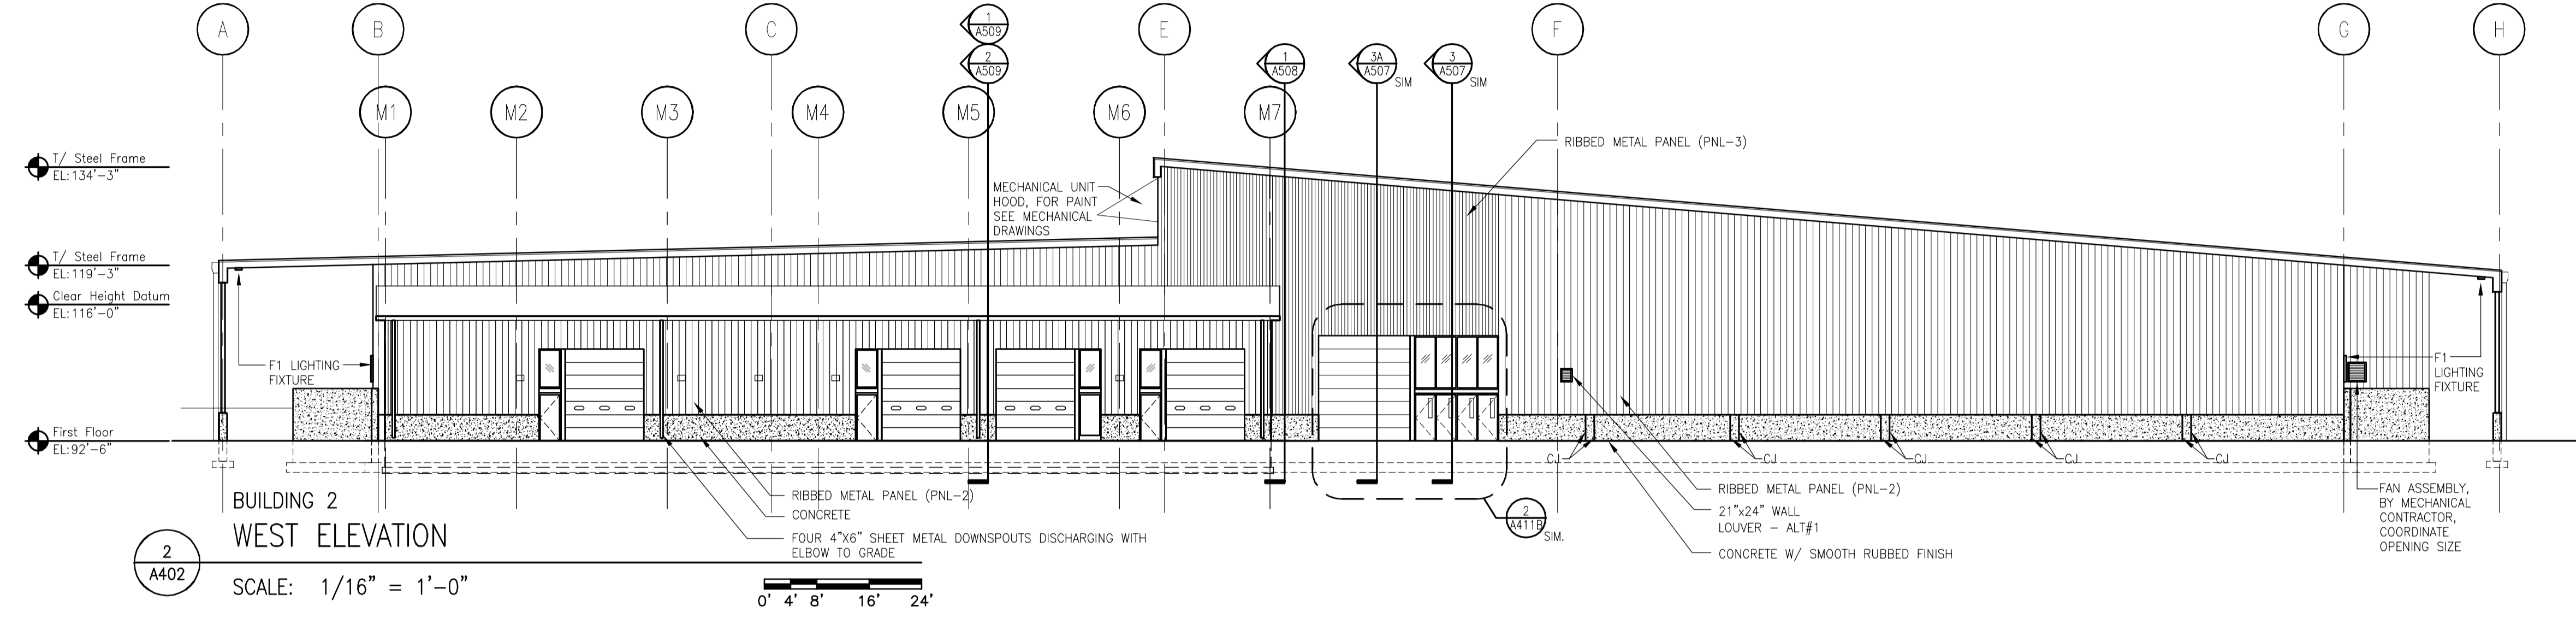 A
B
C
E
F
G
H
1
A509
2
A509
1
A508
3A
A507
SIM
3
A507
SIM
M1
M2
M3
M4
M5
M6
M7
T/ Steel Frame
EL:134'-3"
T/ Steel Frame
EL:119'-3"
Clear Height Datum
EL:116'-0"
First Floor
EL:92'-6"
RIBBED METAL PANEL (PNL-3)
MECHANICAL UNIT
HOOD, FOR PAINT
SEE MECHANICAL
DRAWINGS
F1 LIGHTING
FIXTURE
F1
LIGHTING
FIXTURE
CJ
CJ
CJ
CJ
CJ
RIBBED METAL PANEL (PNL-2)
CONCRETE
FOUR 4"X6" SHEET METAL DOWNSPOUTS DISCHARGING WITH
ELBOW TO GRADE
2
A411B
SIM.
RIBBED METAL PANEL (PNL-2)
21"x24" WALL
LOUVER - ALT#1
CONCRETE W/ SMOOTH RUBBED FINISH
FAN ASSEMBLY,
BY MECHANICAL
CONTRACTOR,
COORDINATE
OPENING SIZE
BUILDING 2
WEST ELEVATION
2
A402
SCALE: 1/16" = 1'-0"
0' 4' 8' 16' 24'